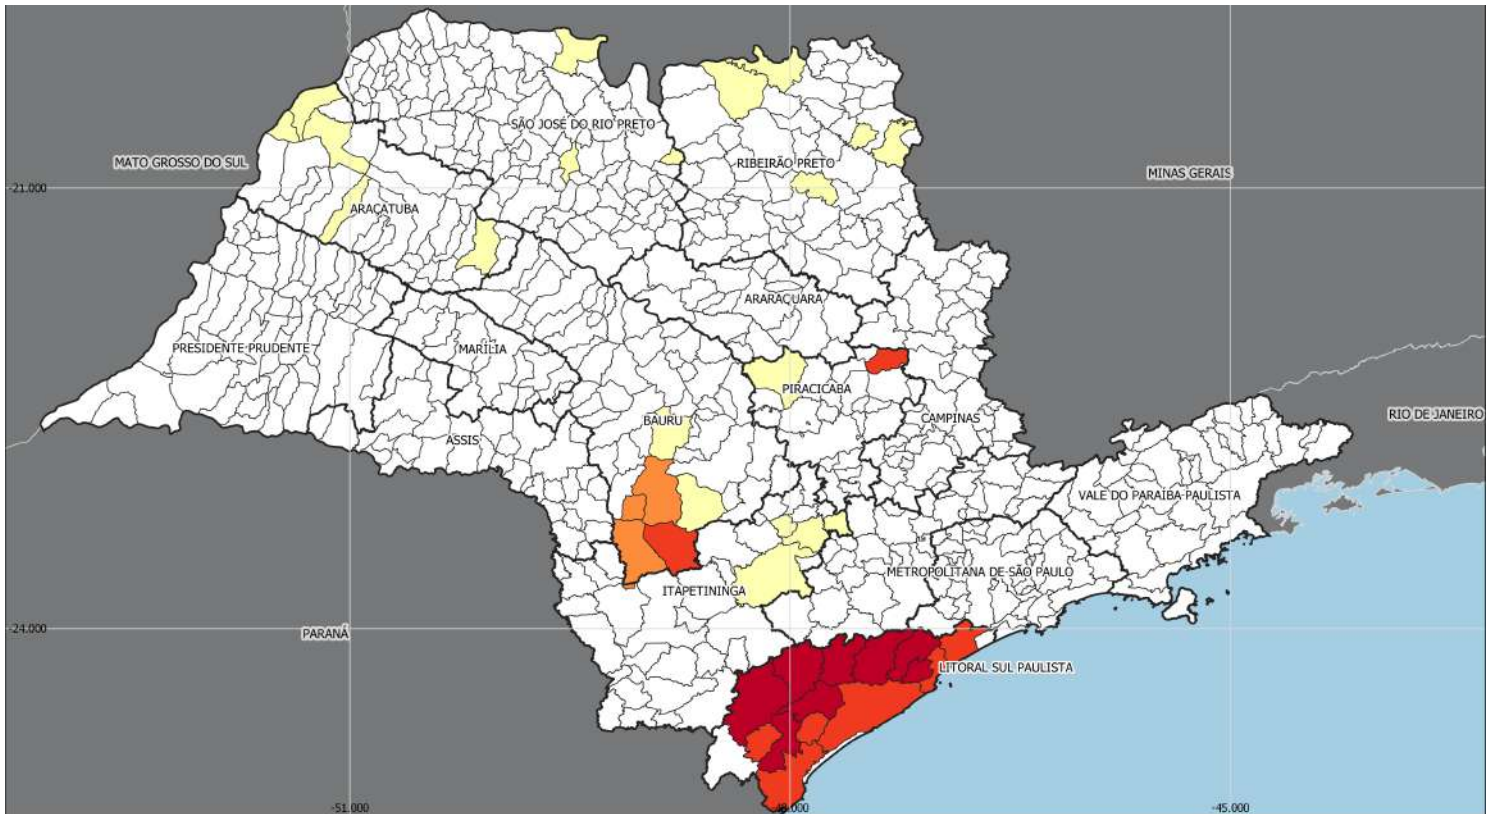 SÃO JOSÉ DO RIO PRETO
MATO GROSSO DO SUL
RIBEIRÃO PRETO
MINAS GERAIS
-21.000
ARAÇATUBA
ARARAQUARA
PRESIDENTE PRUDENTE
MARÍLIA
PIRACICABA
BAURU
CAMPINAS
RIO DE JANEIRO
ASSIS
VALE DO PARAÍBA PAULISTA
METROPOLITANA DE SÃO PAULO
ITAPETININGA
-24.000
PARANÁ
LITORAL SUL PAULISTA
-51.000
-48.000
-45.000